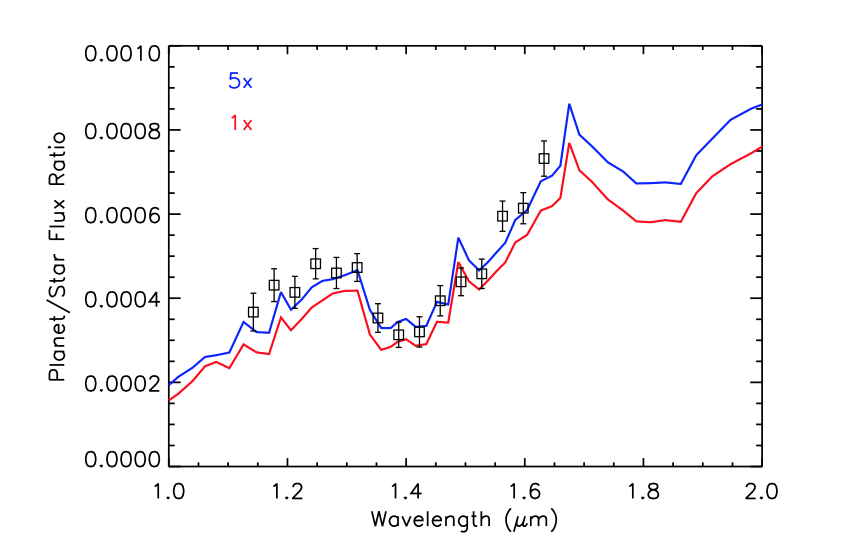 0.0010
5x
1x
0.0008
0.0006
0.0004
0.0002
0.0000
Planet/Star Flux Ratio
1.0 1.2 1.4 1.6 1.8 2.0
Wavelength (μm)